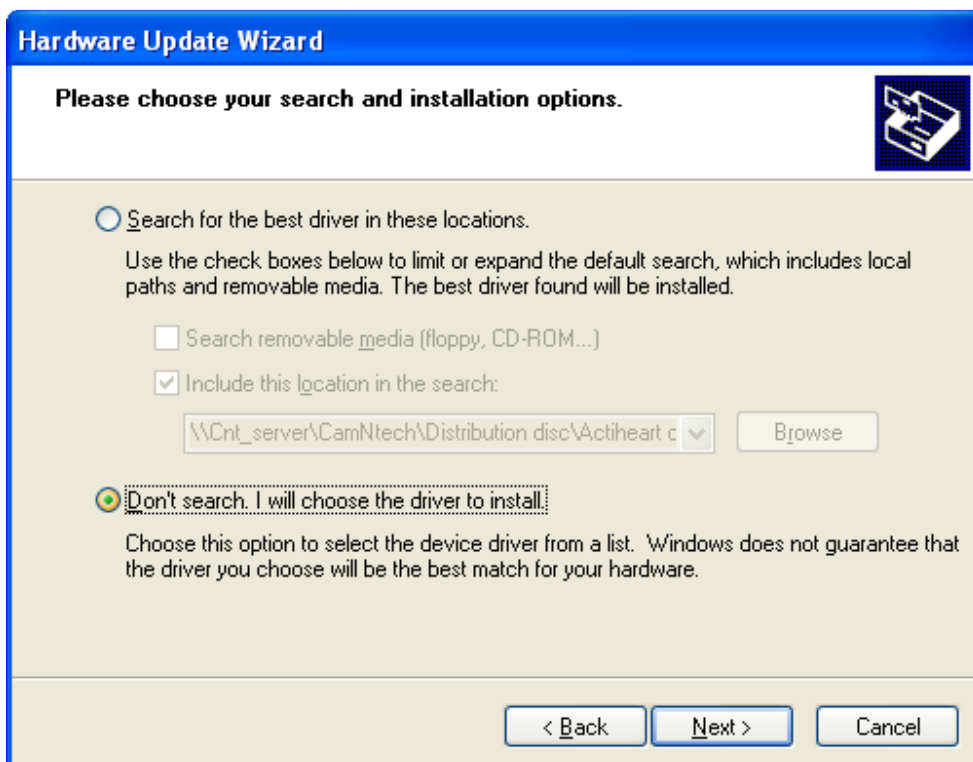 Hardware Update Wizard
Please choose your search and installation options.
Search for the best driver in these locations.
Use the check boxes below to limit or expand the default search, which includes local
paths and removable media. The best driver found will be installed.
Search removable media (floppy, CD-ROM...)
Include this location in the search:
\\Cnt_server\CamNtech\Distribution disc\Actiheart c
Browse
Don't search. I will choose the driver to install.
Choose this option to select the device driver from a list. Windows does not guarantee that
the driver you choose will be the best match for your hardware.
< Back
Next >
Cancel